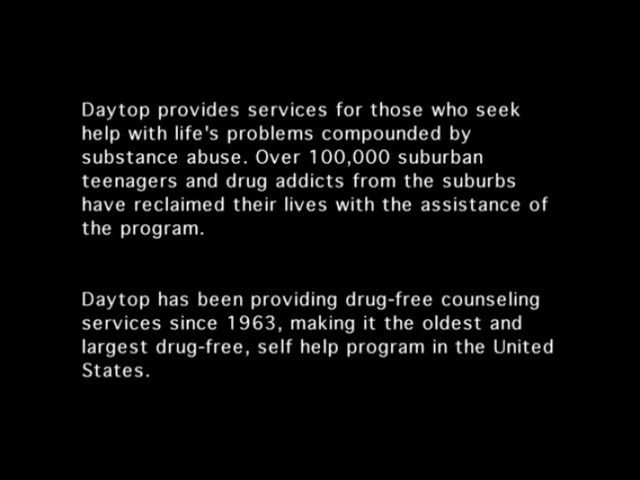 Daytop provides services for those who seek
help with life's problems compounded by
substance abuse. Over 100,000 suburban
teenagers and drug addicts from the suburbs
have reclaimed their lives with the assistance of
the program.
Daytop has been providing drug-free counseling
services since 1963, making it the oldest and
largest drug-free, self help program in the United
States.